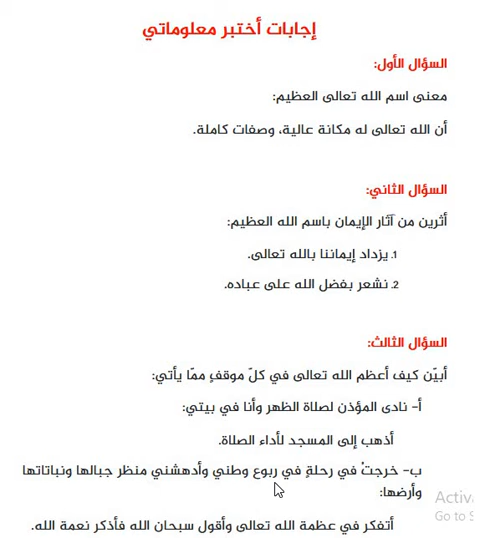 إجابات أختبر معلوماتي
السؤال الأول:
معنى اسم الله تعالى العظيم:
أن الله تعالى له مكانة عالية، وصفات كاملة.
السؤال الثاني:
أثرين من آثار الإيمان باسم الله العظيم:
1. يزداد إيماننا بالله تعالى.
2. نشعر بفضل الله على عباده.
السؤال الثالث:
أبيّن كيف أعظم الله تعالى في كلّ موقفٍ ممّا يأتي:
أ- نادى المؤذن لصلاة الظهر وأنا في بيتي:
أذهب إلى المسجد لأداء الصلاة.
ب- خرجتُ في رحلةٍ في ربوع وطني وأدهشني منظر جبالها ونباتاتها
وأرضها:
أتفكر في عظمة الله تعالى وأقول سبحان الله فأذكر نعمة الله.
Go to